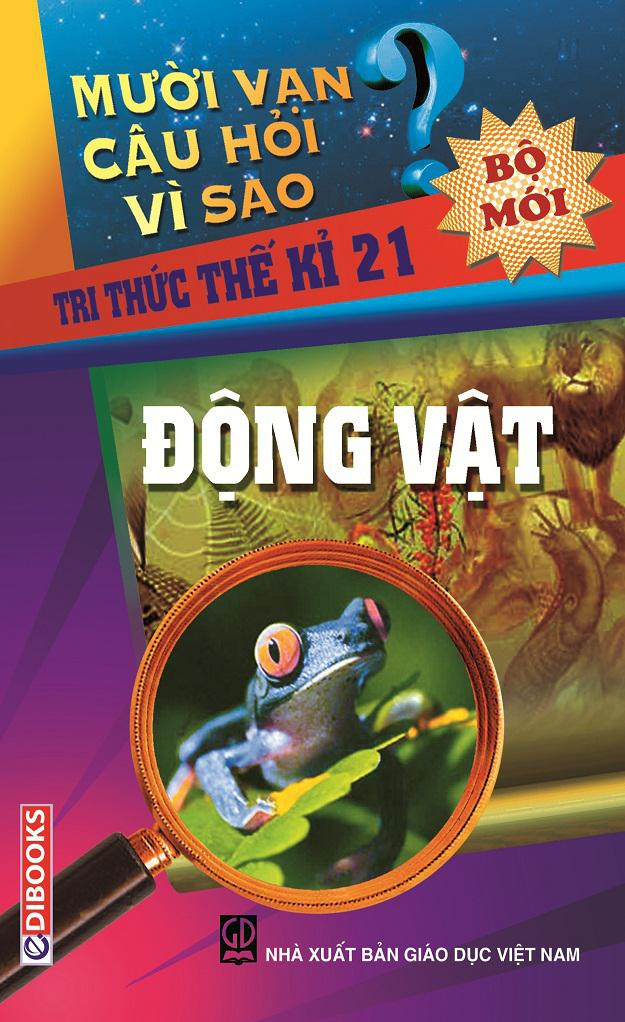 MƯỜI VẠN
CÂU HỎI
VÌ SAO
?
BỘ
MỚI
TRI THỨC THẾ KỈ 21
ĐỘNG VẬT
eDIBOOKS
GD
NHÀ XUẤT BẢN GIÁO DỤC VIỆT NAM